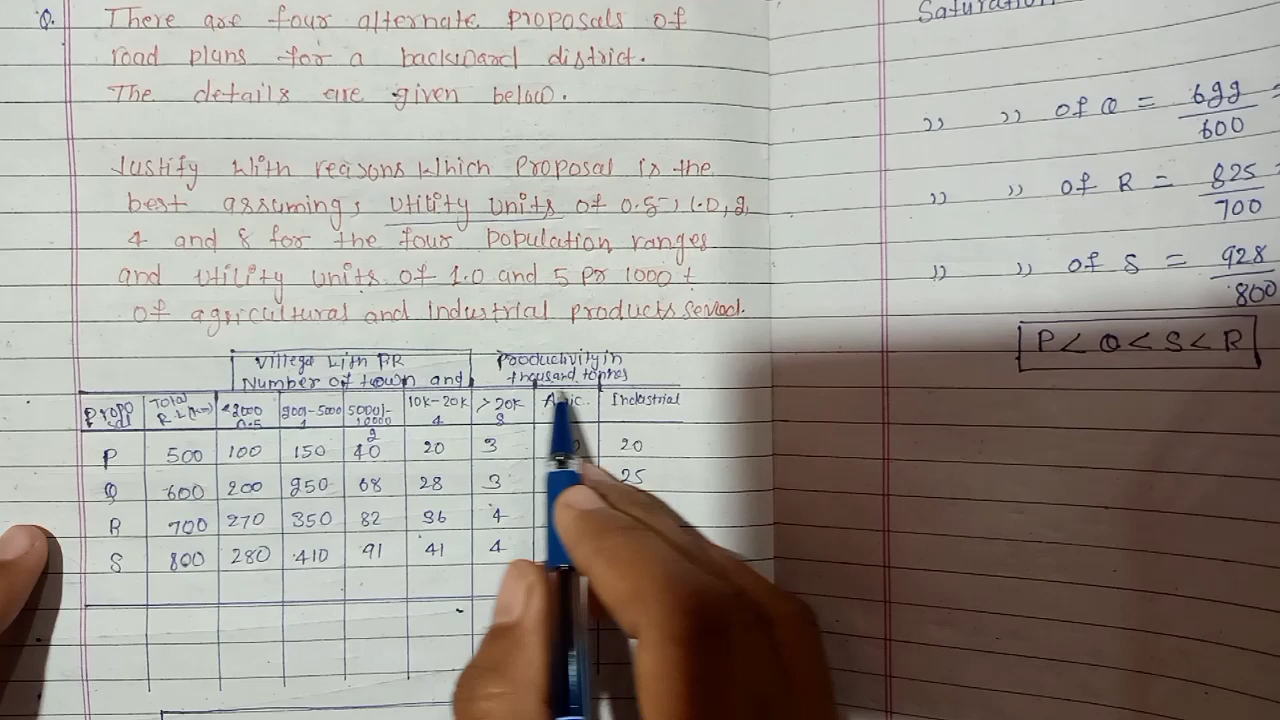 Q. There are four alternate proposals of
road plans for a backward district.
The details are given below.
Justify with reasons which proposal is the
best assuming, utility units of 0.5, 1.0, 2,
4 and 8 for the four population ranges
and utility units of 1.0 and 5 Pr 1000 t
of agricultural and industrial products served.
Villege with PR
Number of town and
Productivity in
thousand tonnes
Total
R.L(km)
<2000
0.5
2001-5000
1
5001-
10000
2
10K-20K
4
>20K
8
Industrial
P 500 100 150 40 20 3 20
Q 600 200 250 68 28 3 25
R 700 270 350 82 36 4
S 800 280 410 91 41 4
,, ,, of Q = 699/600 =
,, ,, of R = 825/700
,, ,, of S = 928/800
P < Q < S < R